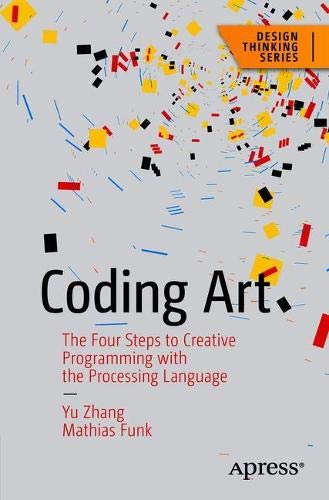 DESIGN
THINKING
SERIES
Coding Art
The Four Steps to Creative
Programming with
the Processing Language
—
Yu Zhang
Mathias Funk
Apress®